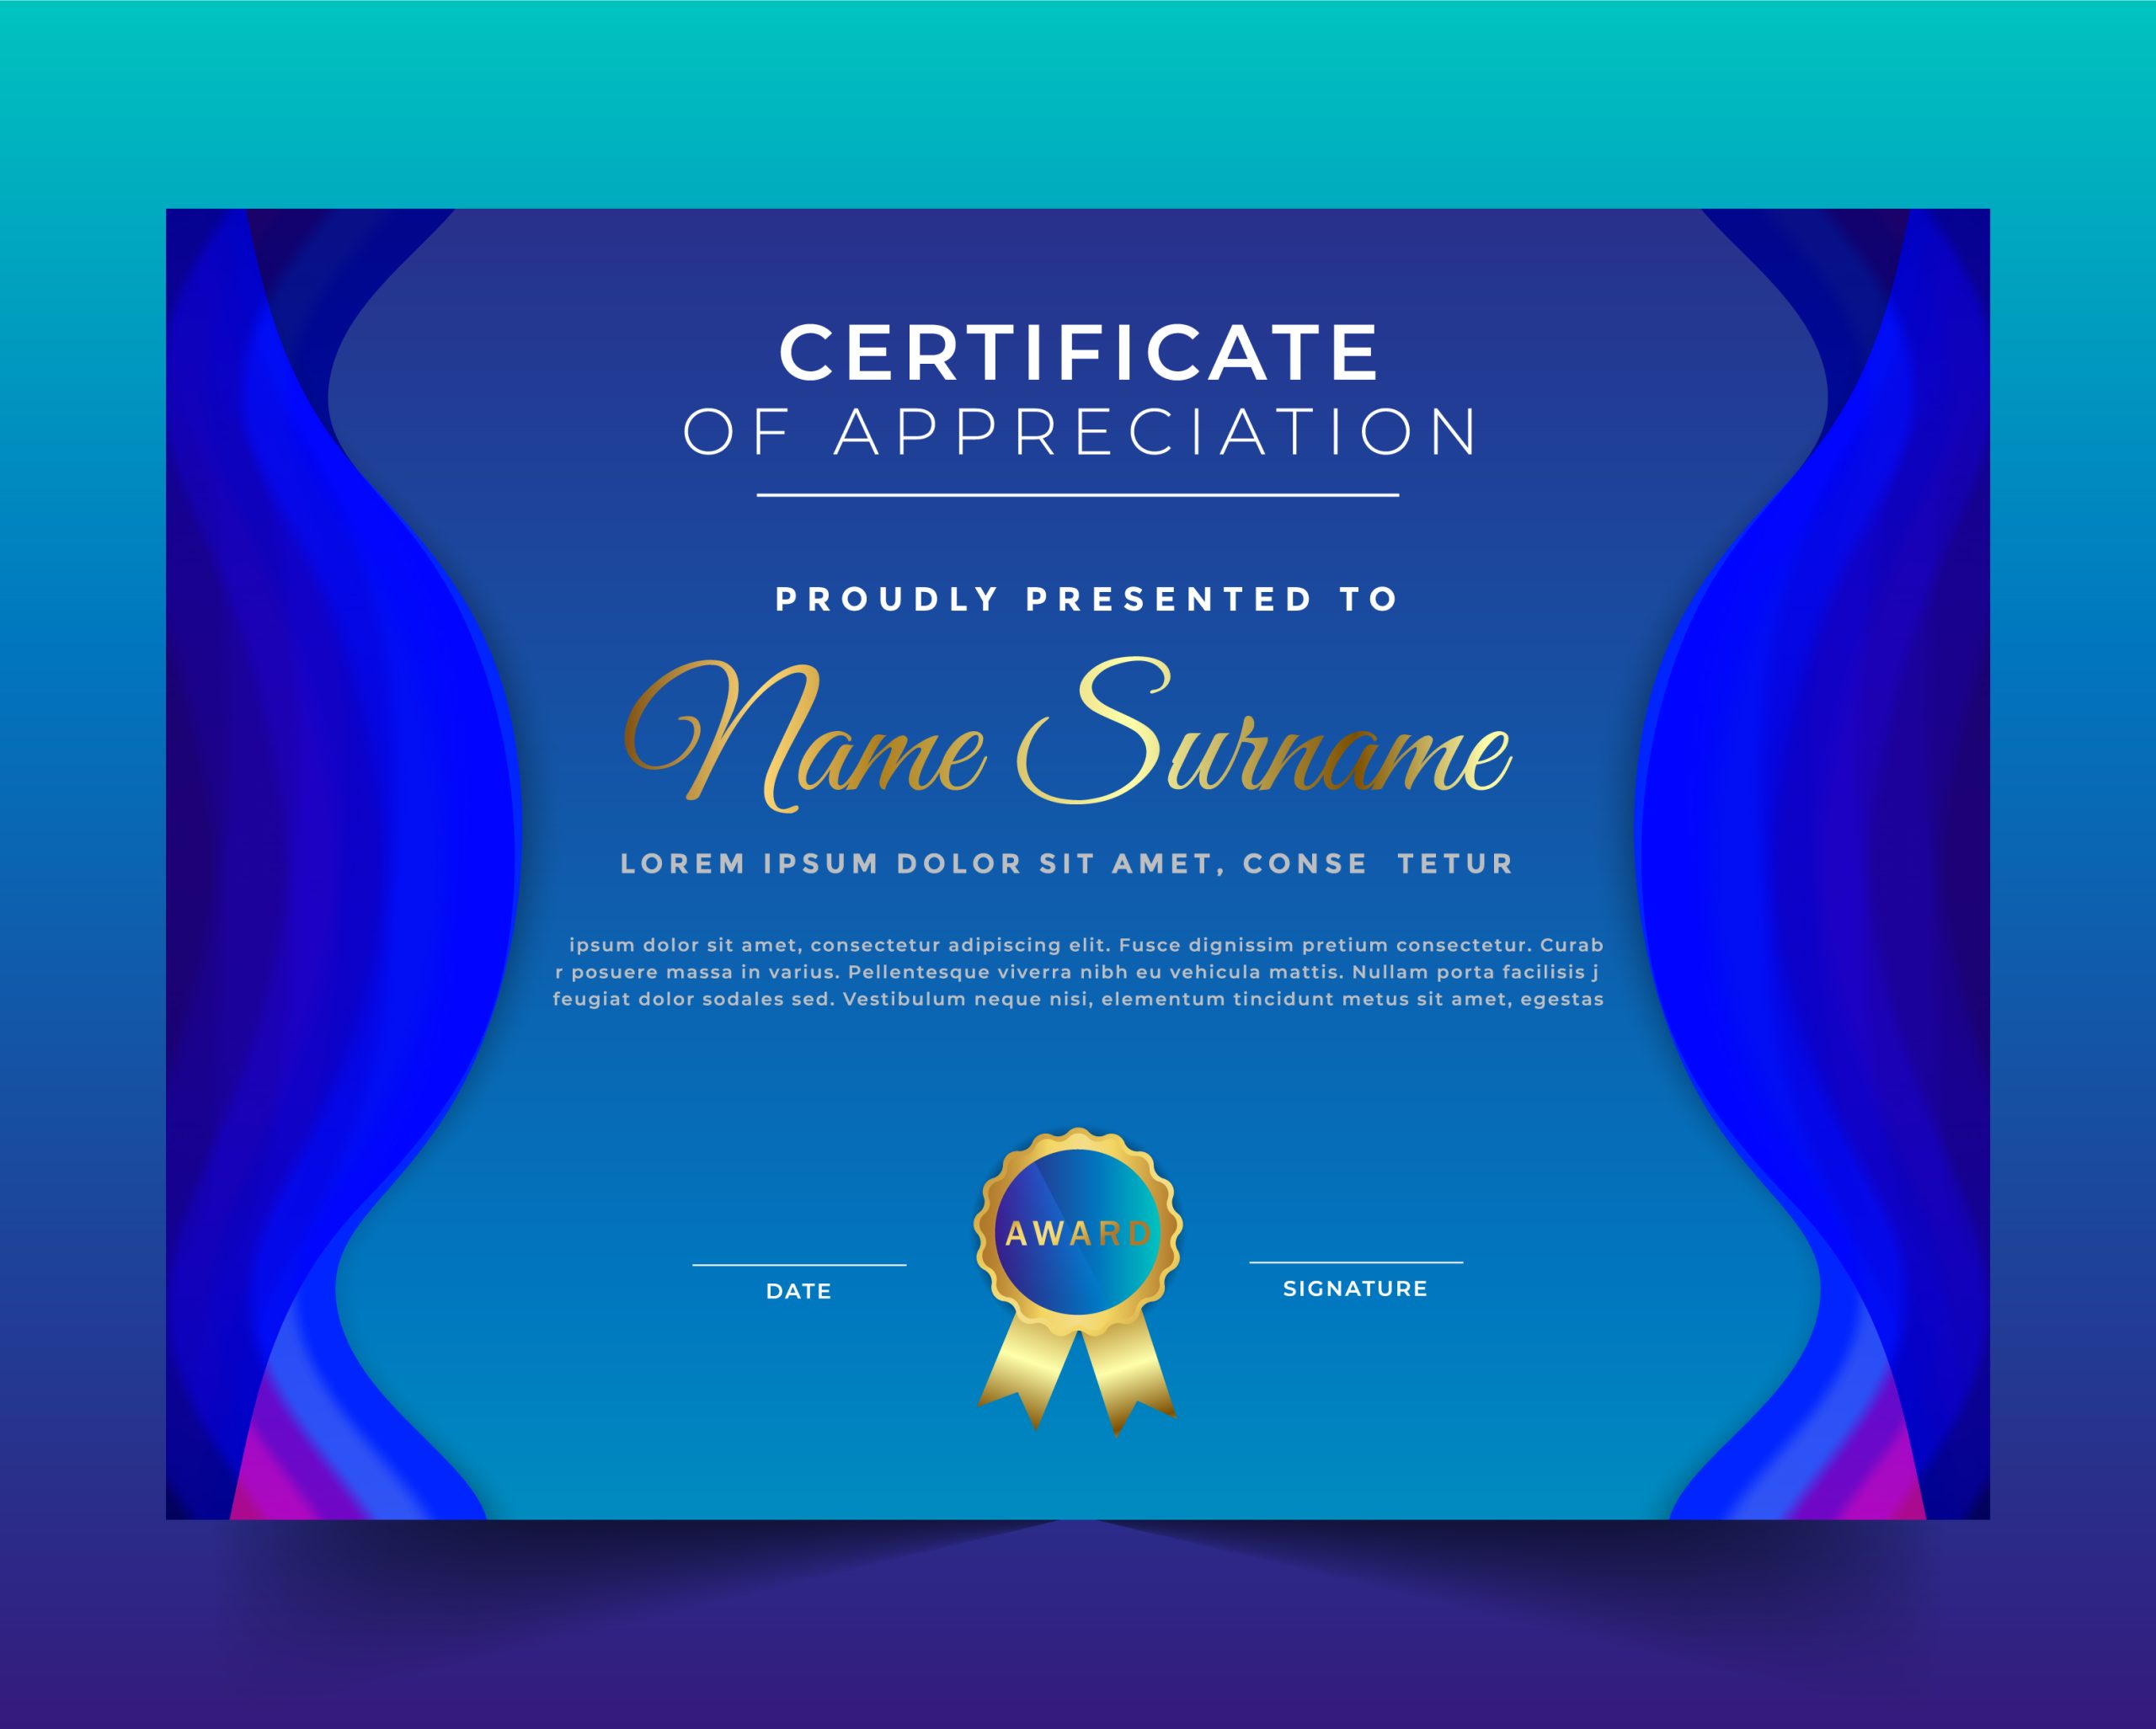 CERTIFICATE
OF APPRECIATION
PROUDLY PRESENTED TO
Name Surname
LOREM IPSUM DOLOR SIT AMET, CONSE  TETUR
ipsum dolor sit amet, consectetur adipiscing elit. Fusce dignissim pretium consectetur. Curab
r posuere massa in varius. Pellentesque viverra nibh eu vehicula mattis. Nullam porta facilisis j
feugiat dolor sodales sed. Vestibulum neque nisi, elementum tincidunt metus sit amet, egestas
AWARD
DATE
SIGNATURE